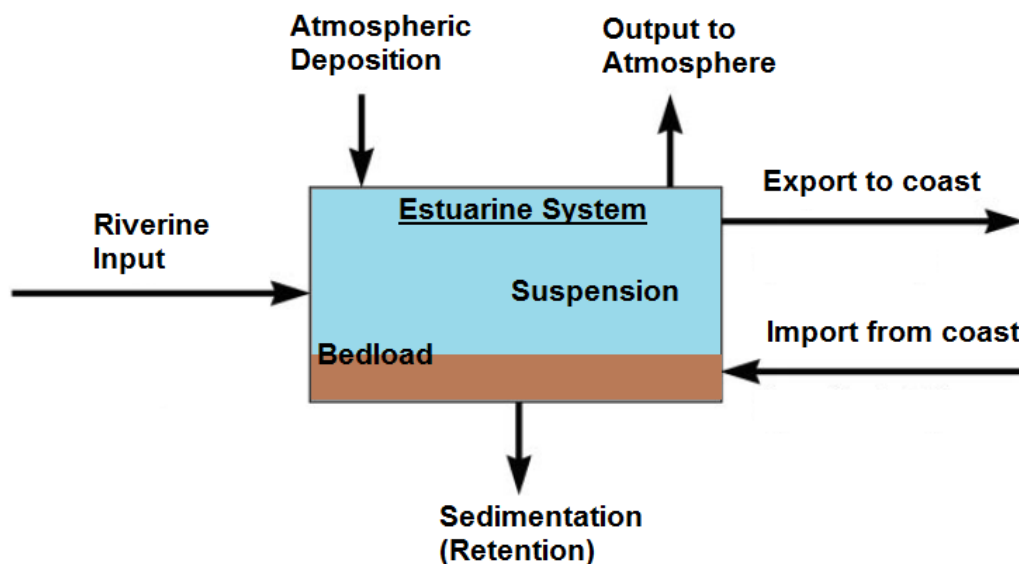 Atmospheric
Deposition
Output to
Atmosphere
Export to coast
Estuarine System
Riverine
Input
Suspension
Import from coast
Bedload
Sedimentation
(Retention)